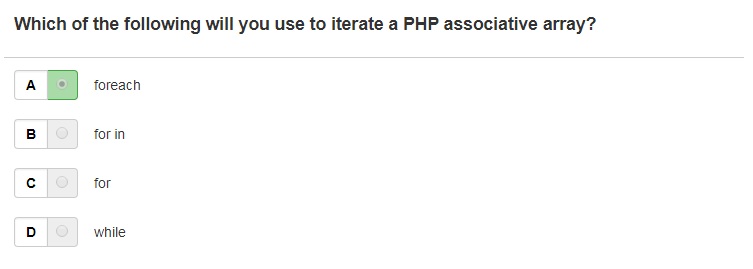 Which of the following will you use to iterate a PHP associative array?
A foreach
B for in
C for
D while